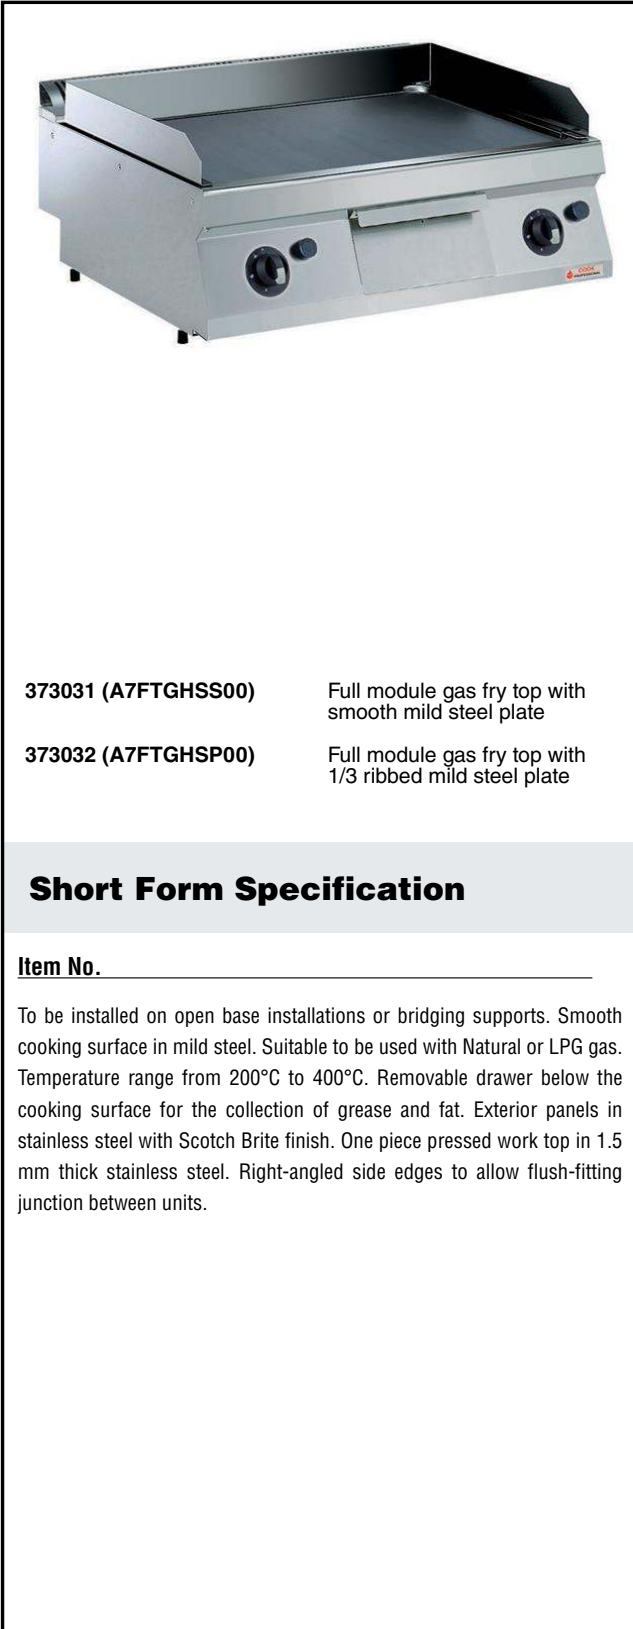 COOK
PROFESSIONAL
373031 (A7FTGHSS00) Full module gas fry top with
smooth mild steel plate
373032 (A7FTGHSP00) Full module gas fry top with
1/3 ribbed mild steel plate
Short Form Specification
Item No.
To be installed on open base installations or bridging supports. Smooth
cooking surface in mild steel. Suitable to be used with Natural or LPG gas.
Temperature range from 200°C to 400°C. Removable drawer below the
cooking surface for the collection of grease and fat. Exterior panels in
stainless steel with Scotch Brite finish. One piece pressed work top in 1.5
mm thick stainless steel. Right-angled side edges to allow flush-fitting
junction between units.